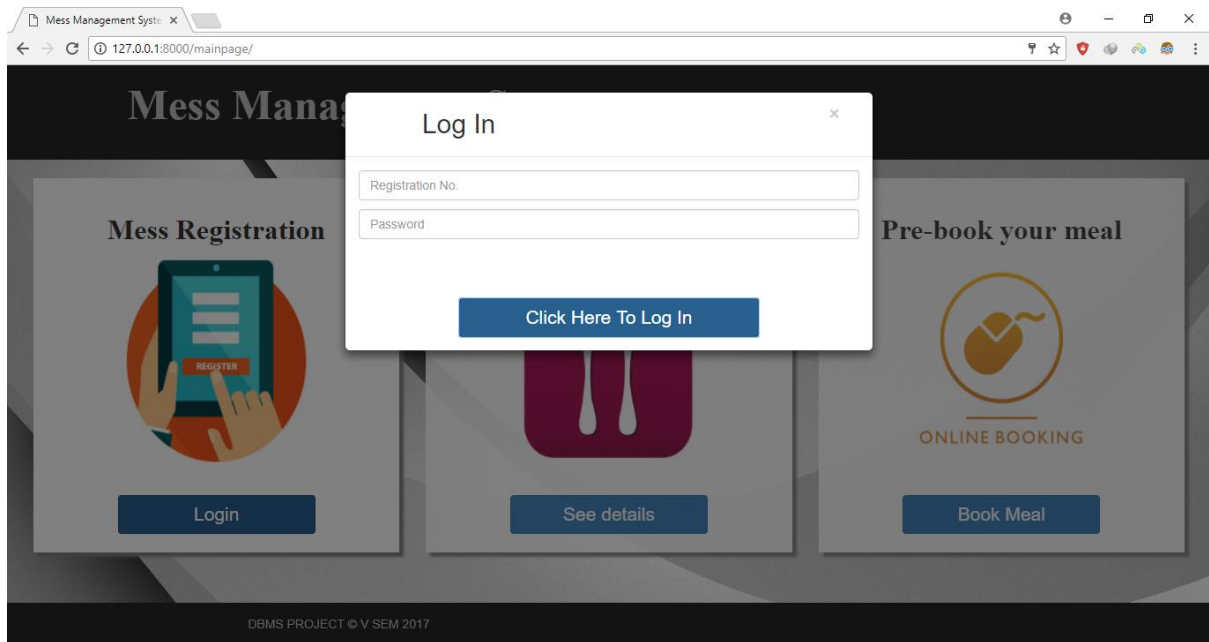 Mess Management Syste
127.0.0.1:8000/mainpage/
Mess Manag
Log In
×
Registration No.
Password
Click Here To Log In
Mess Registration
REGISTER
Login
See details
Pre-book your meal
ONLINE BOOKING
Book Meal
DBMS PROJECT © V SEM 2017